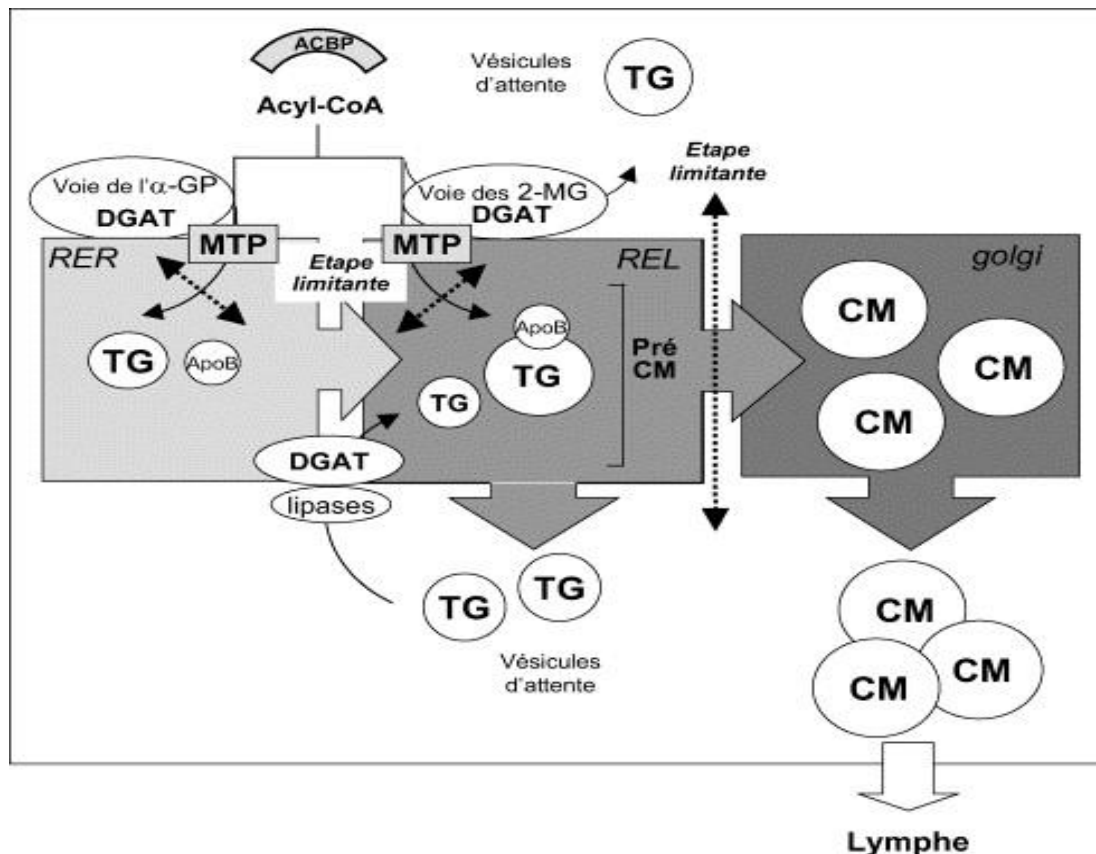 ACBP
Acyl-CoA
Vésicules
d'attente
TG
Etape
limitante
Voie de l'α-GP
DGAT
Voie des 2-MG
DGAT
MTP
MTP
RER
Etape
limitante
REL
golgi
TG
ApoB
ApoB
TG
TG
Pré
CM
CM
CM
CM
DGAT
lipases
TG
TG
Vésicules
d'attente
CM
CM
CM
Lymphe